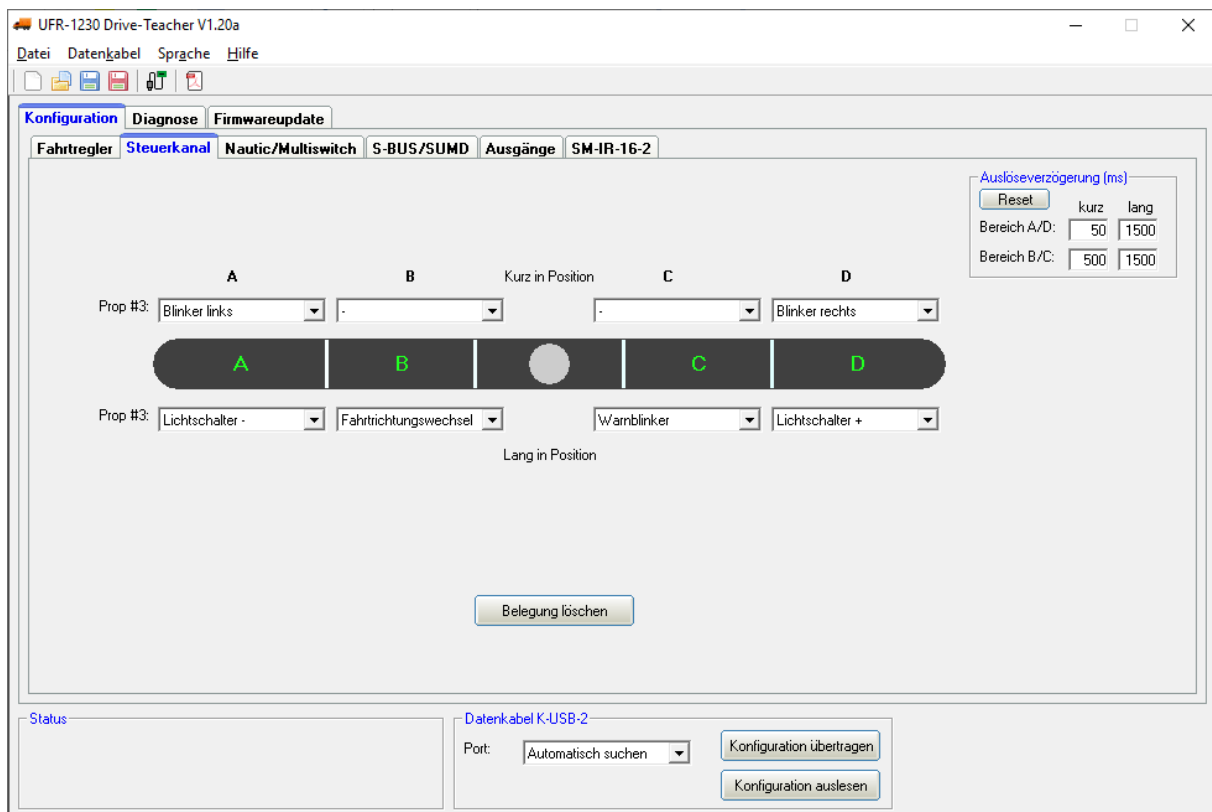 UFR-1230 Drive-Teacher V1.20a
Datei Datenkabel Sprache Hilfe
Konfiguration Diagnose Firmwareupdate
Fahrtregler Steuerkanal Nautic/Multiswitch S-BUS/SUMD Ausgänge SM-IR-16-2
Auslöseverzögerung (ms)
Reset kurz lang
Bereich A/D: 50 1500
Bereich B/C: 500 1500
A B Kurz in Position C D
Prop #3: Blinker links - - Blinker rechts
A B C D
Prop #3: Lichtschalter - Fahrtrichtungswechsel Warnblinker Lichtschalter +
Lang in Position
Belegung löschen
Status
Datenkabel K-USB-2
Port: Automatisch suchen Konfiguration übertragen
Konfiguration auslesen